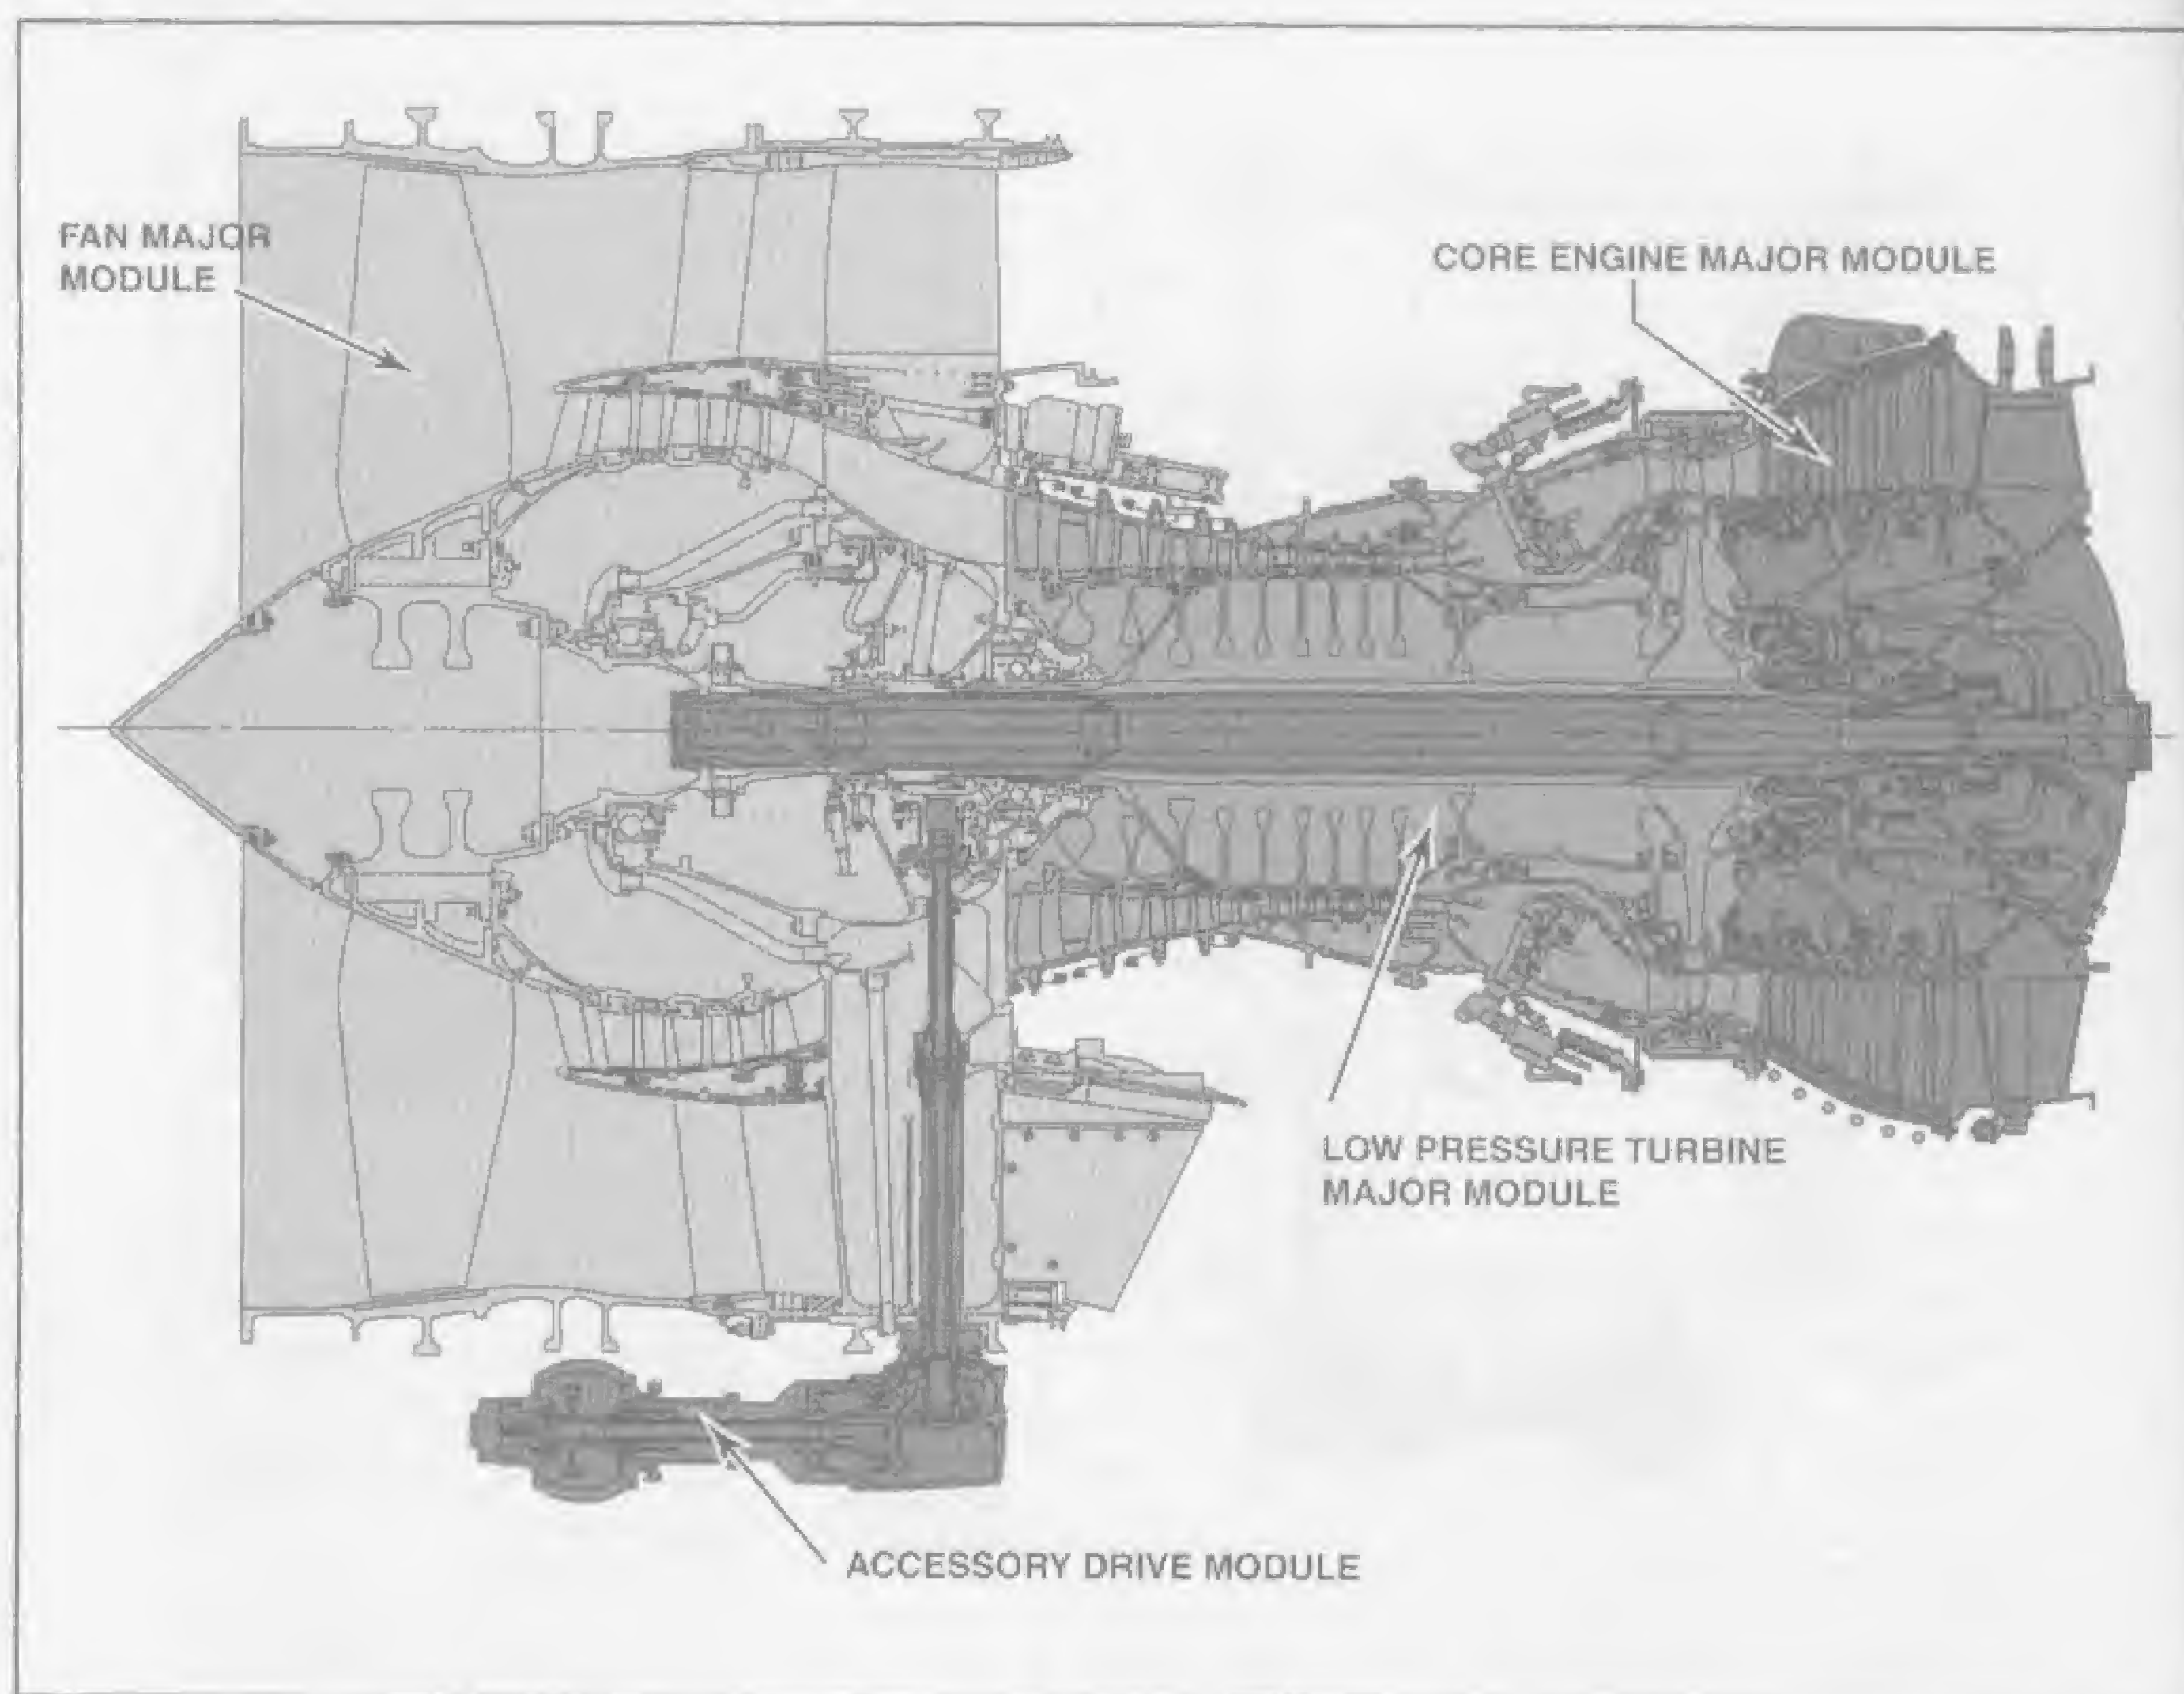 FAN MAJOR
MODULE
CORE ENGINE MAJOR MODULE
LOW PRESSURE TURBINE
MAJOR MODULE
ACCESSORY DRIVE MODULE